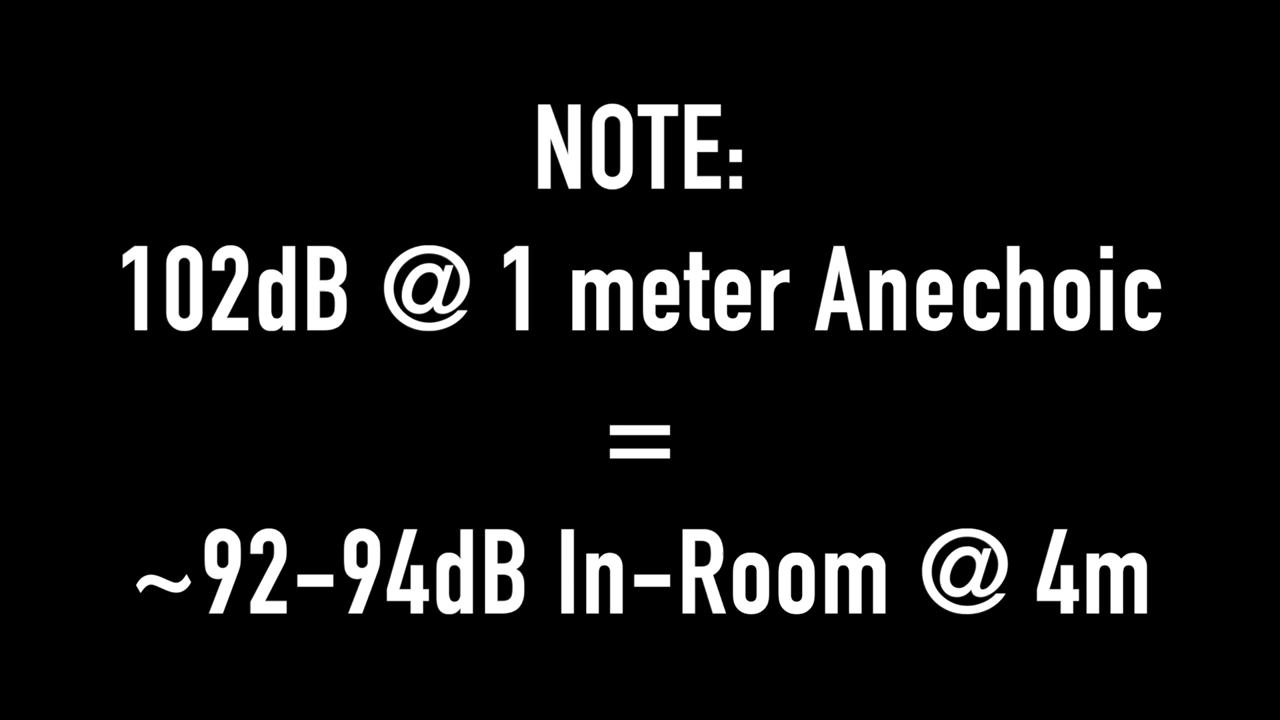 NOTE:
102dB @ 1 meter Anechoic
=
~92-94dB In-Room @ 4m